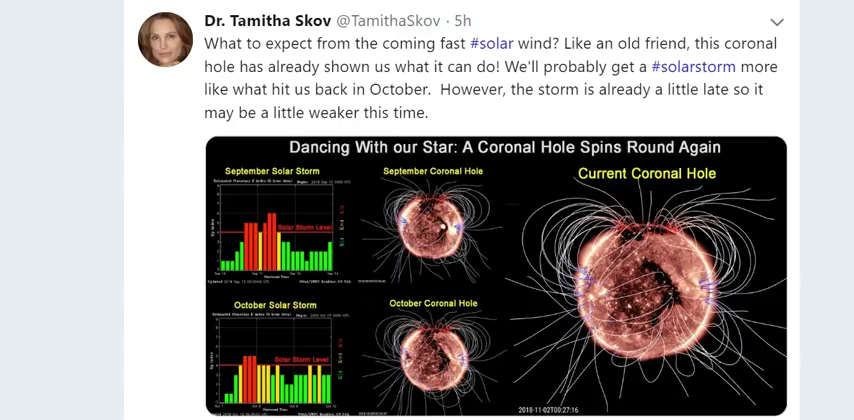 Dr. Tamitha Skov @TamithaSkov · 5h
What to expect from the coming fast #solar wind? Like an old friend, this coronal
hole has already shown us what it can do! We'll probably get a #solarstorm more
like what hit us back in October.  However, the storm is already a little late so it
may be a little weaker this time.
Dancing With our Star: A Coronal Hole Spins Round Again
September Solar Storm
Solar Storm Level
September Coronal Hole
Current Coronal Hole
October Solar Storm
Solar Storm Level
October Coronal Hole
2018-11-02T00:27:16